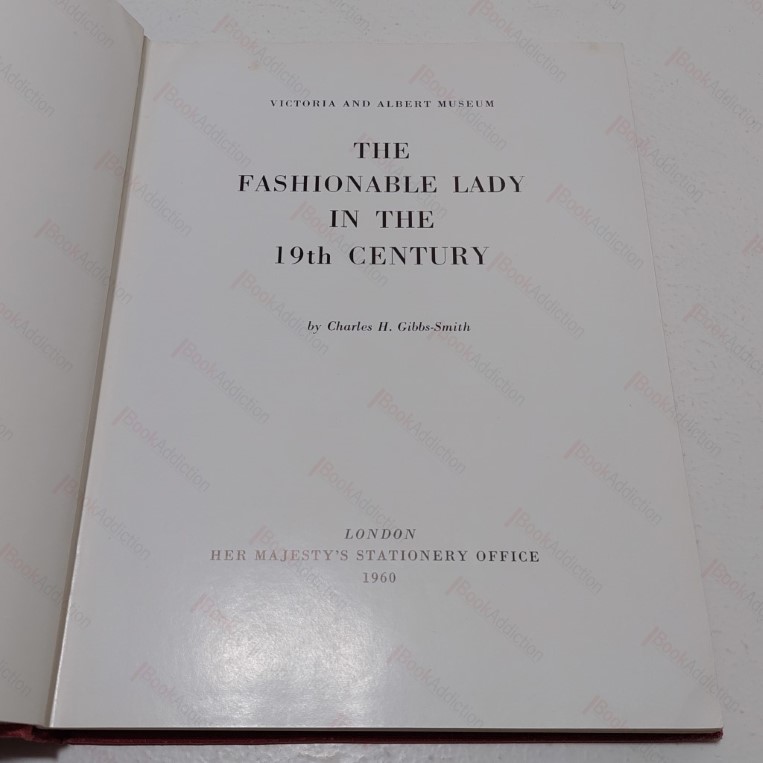 VICTORIA AND ALBERT MUSEUM
THE
FASHIONABLE LADY
IN THE
19th CENTURY
by Charles H. Gibbs-Smith
LONDON
HER MAJESTY'S STATIONERY OFFICE
1960
BookAddiction